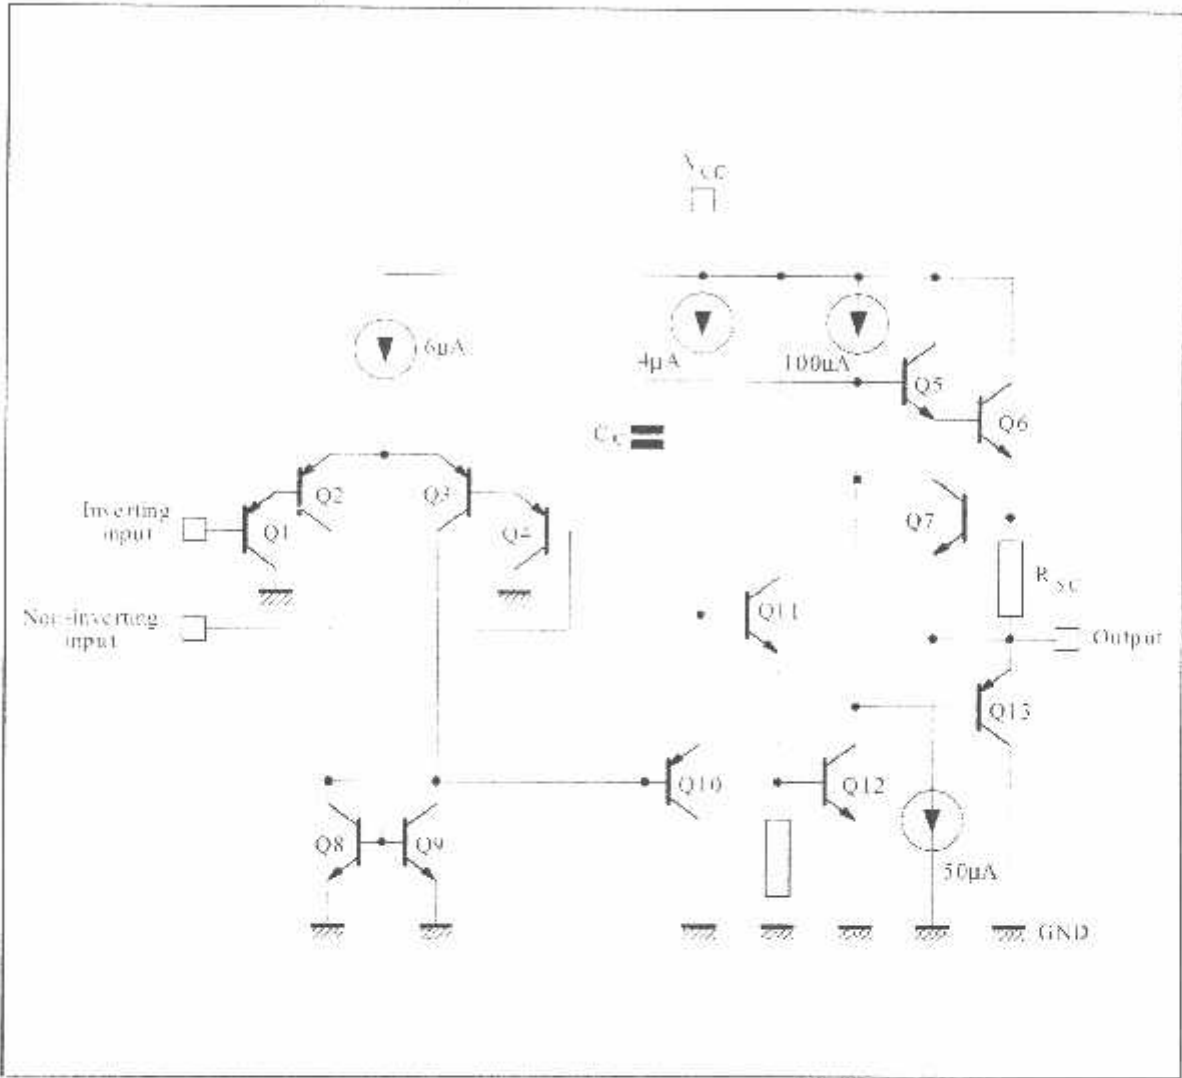 VCC
6µA
4µA
100µA
Q5
CC
Q6
Q2
Q3
Inverting
input
Q1
Q4
Q7
RSC
Non-inverting
input
Q11
Output
Q13
Q10
Q12
Q8
Q9
50µA
GND